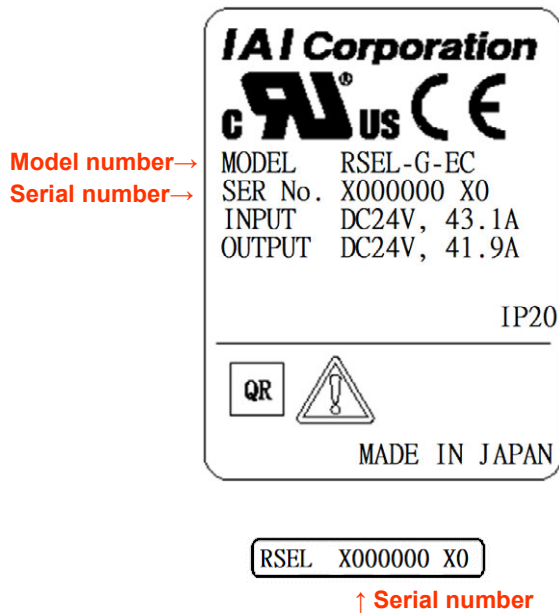 IAI Corporation
C RU ® US CE
Model number→ MODEL RSEL-G-EC
Serial number→ SER No. X000000 X0
INPUT DC24V, 43.1A
OUTPUT DC24V, 41.9A
IP20
QR
MADE IN JAPAN
RSEL X000000 X0
↑ Serial number